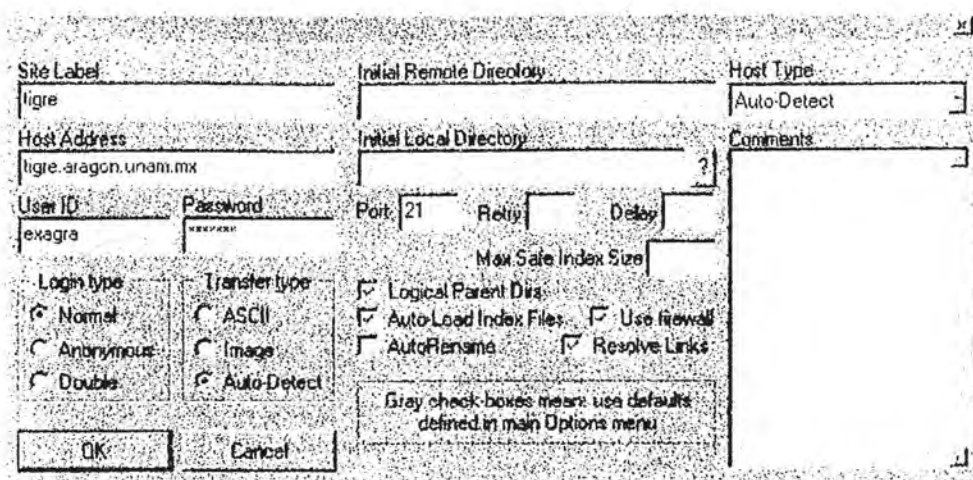 Site Label
tigre
Host Address
tigre.aragon.unam.mx
User ID
exagra
Password
*******
Login type
Normal
Anonymous
Double
Transfer type
ASCII
Image
Auto-Detect
OK
Cancel
Initial Remote Directory
Initial Local Directory
?
Port 21
Retry
Delay
Max Safe Index Size
Logical Parent Dirs
Auto-Load Index Files
Use firewall
AutoRename
Resolve Links
Gray check-boxes mean: use defaults
defined in main Options menu
Host Type
Auto-Detect
Comments